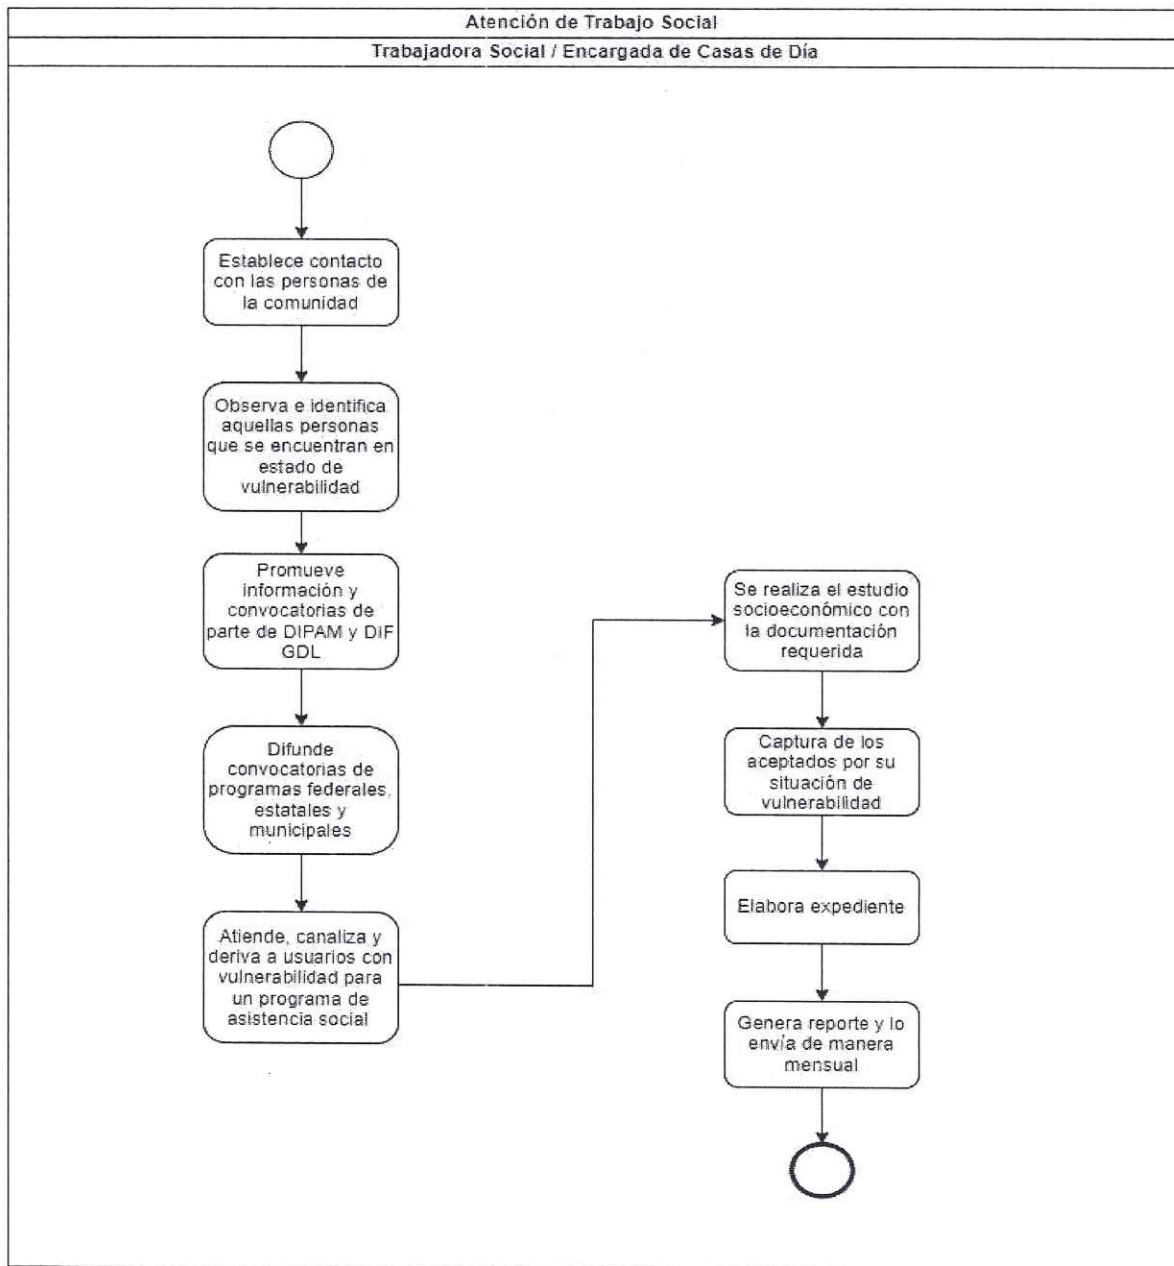 Atención de Trabajo Social
Trabajadora Social / Encargada de Casas de Día
Establece contacto
con las personas de
la comunidad
Observa e identifica
aquellas personas
que se encuentran en
estado de
vulnerabilidad
Promueve
información y
convocatorias de
parte de DIPAM y DIF
GDL
Difunde
convocatorias de
programas federales,
estatales y
municipales
Atiende, canaliza y
deriva a usuarios con
vulnerabilidad para
un programa de
asistencia social
Se realiza el estudio
socioeconómico con
la documentación
requerida
Captura de los
aceptados por su
situación de
vulnerabilidad
Elabora expediente
Genera reporte y lo
envía de manera
mensual